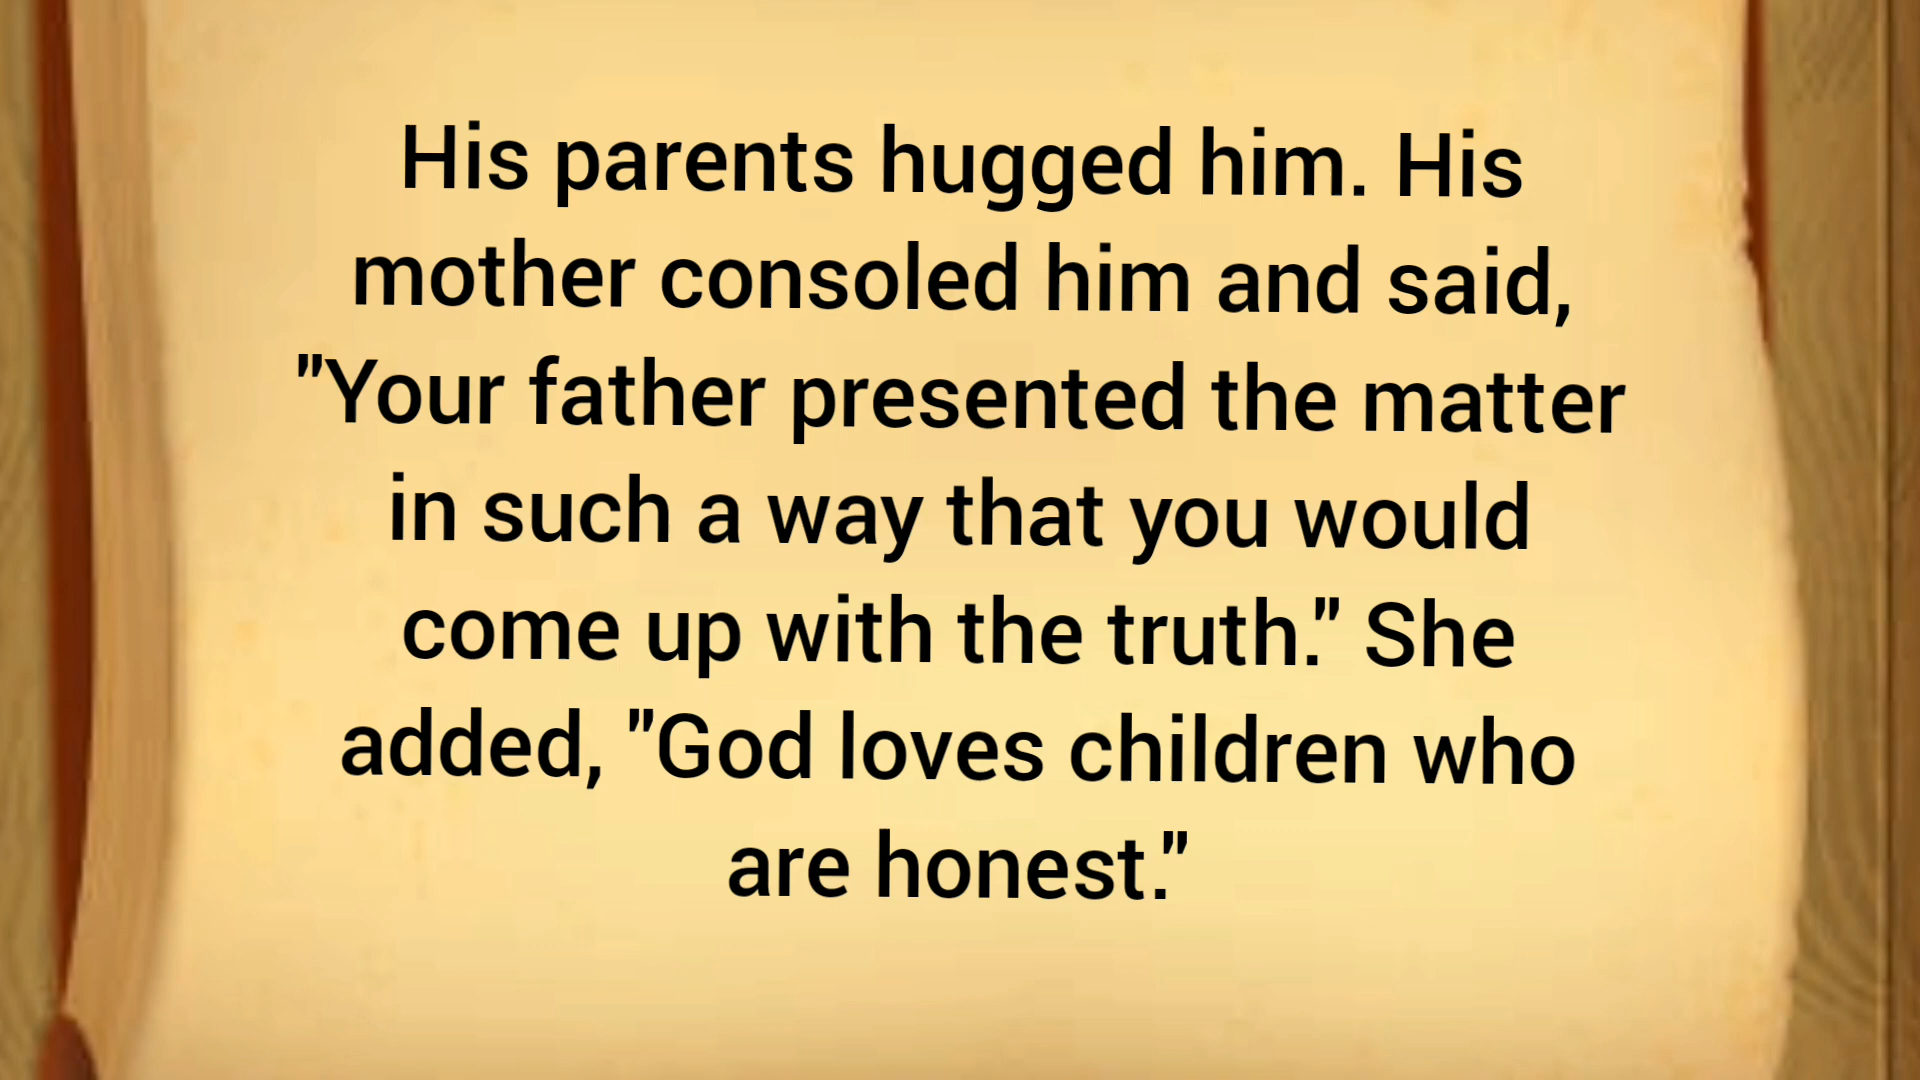 His parents hugged him. His
mother consoled him and said,
"Your father presented the matter
in such a way that you would
come up with the truth." She
added, "God loves children who
are honest."